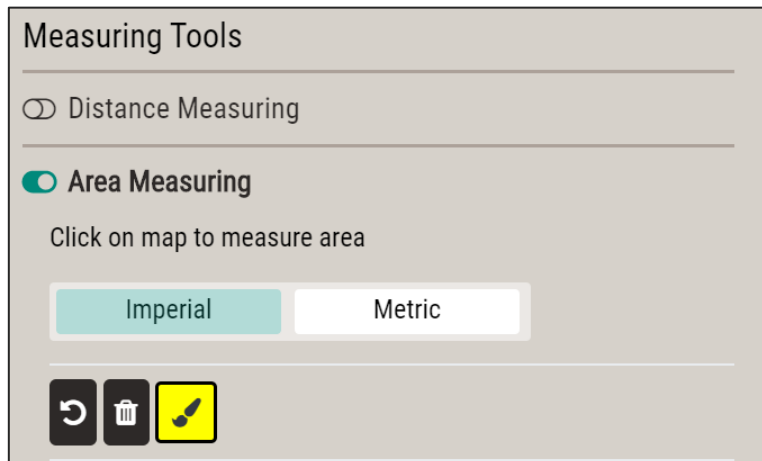 Measuring Tools
Distance Measuring
Area Measuring
Click on map to measure area
Imperial Metric